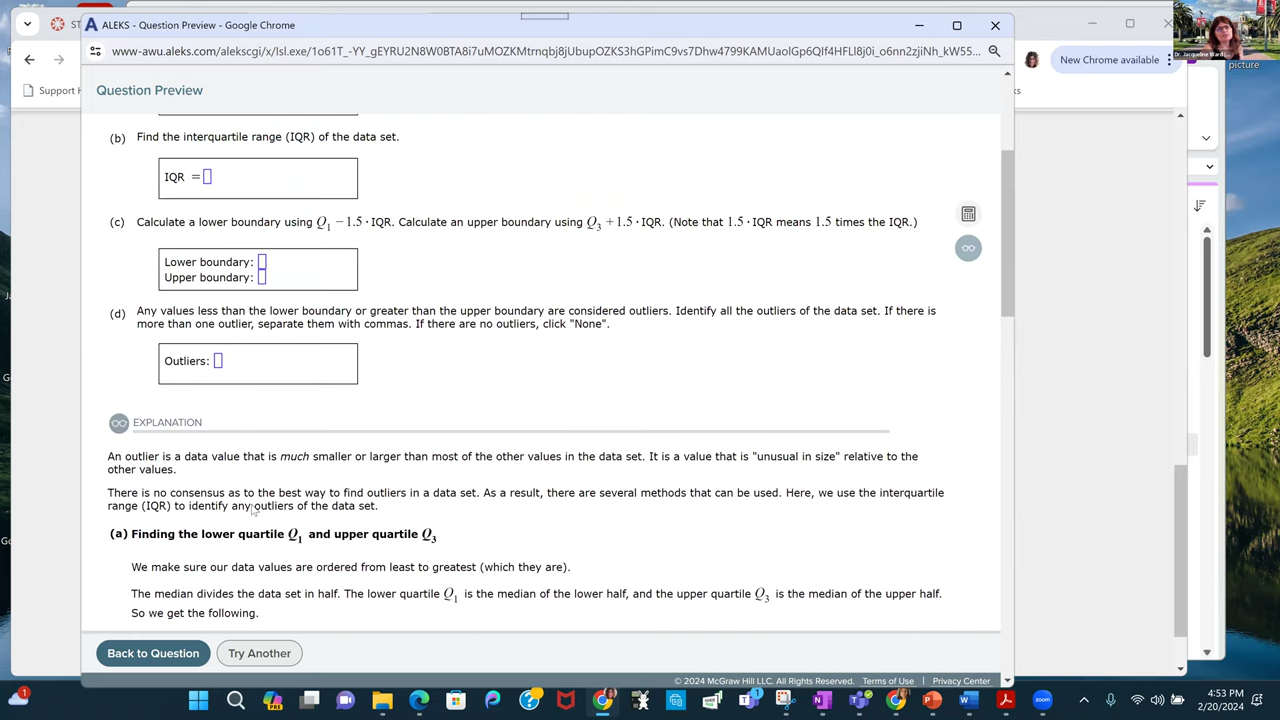 ALEKS - Question Preview - Google Chrome
www-awu.aleks.com/alekscgi/x/Isl.exe/1o61T_-YY_gEYRU2N8W0BTA8i7uMOZKMtrnqbj8jUbupOZKS3hGPimC9vs7Dhw4799KAMUaolGp6QIf4HFLI8j0i_o6nn2zjiNh_kW55...
New Chrome available
Dr. Jacqueline Ward
picture
Support
Question Preview
(b) Find the interquartile range (IQR) of the data set.
IQR =
(c) Calculate a lower boundary using Q1 − 1.5 · IQR. Calculate an upper boundary using Q3 + 1.5 · IQR. (Note that 1.5 · IQR means 1.5 times the IQR.)
Lower boundary:
Upper boundary:
(d) Any values less than the lower boundary or greater than the upper boundary are considered outliers. Identify all the outliers of the data set. If there is
more than one outlier, separate them with commas. If there are no outliers, click "None".
Outliers:
EXPLANATION
An outlier is a data value that is much smaller or larger than most of the other values in the data set. It is a value that is "unusual in size" relative to the
other values.
There is no consensus as to the best way to find outliers in a data set. As a result, there are several methods that can be used. Here, we use the interquartile
range (IQR) to identify any outliers of the data set.
(a) Finding the lower quartile Q1 and upper quartile Q3
We make sure our data values are ordered from least to greatest (which they are).
The median divides the data set in half. The lower quartile Q1 is the median of the lower half, and the upper quartile Q3 is the median of the upper half.
So we get the following.
Back to Question
Try Another
© 2024 McGraw Hill LLC. All Rights Reserved. Terms of Use | Privacy Center
4:53 PM
2/20/2024